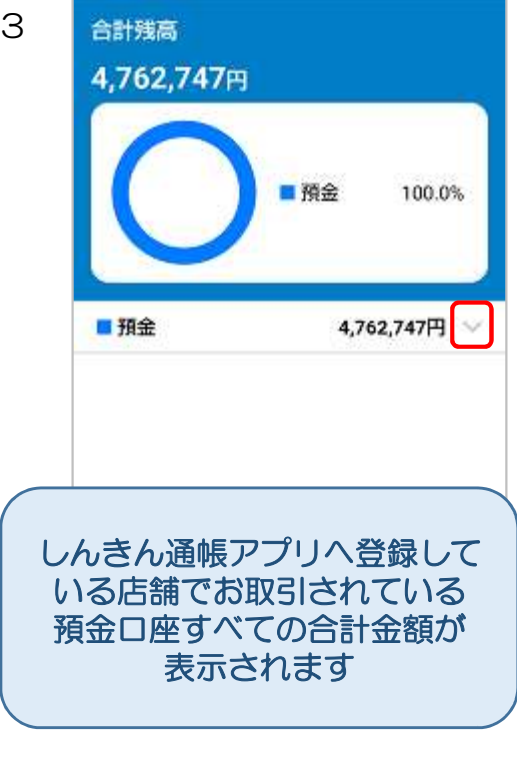 3
合計残高
4,762,747円
預金 100.0%
預金 4,762,747円
しんきん通帳アプリへ登録して
いる店舗でお取引されている
預金口座すべての合計金額が
表示されます